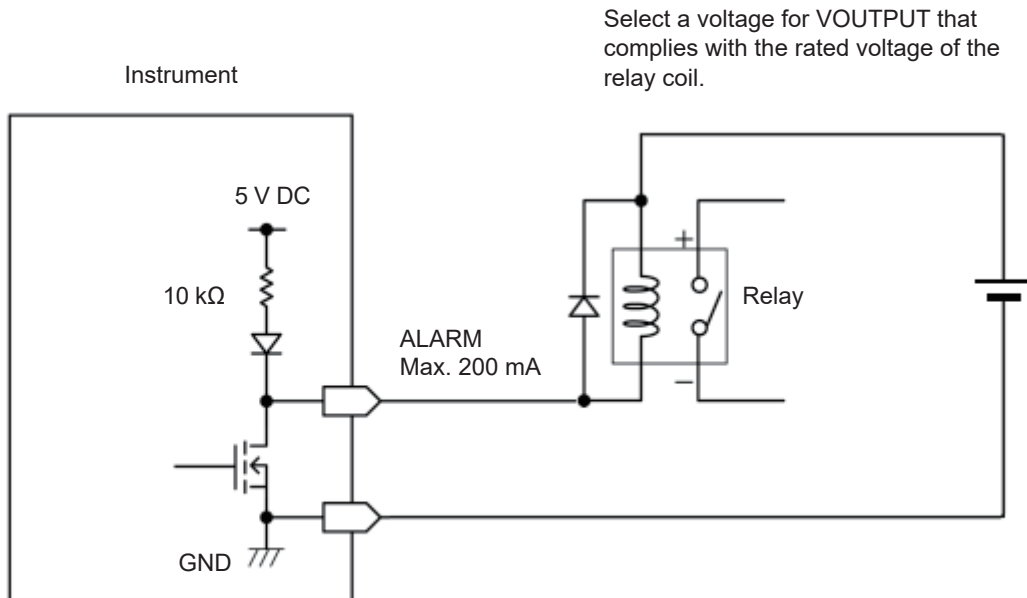 Select a voltage for VOUTPUT that
complies with the rated voltage of the
relay coil.
Instrument
5 V DC
10 kΩ
ALARM
Max. 200 mA
+
Relay
−
GND